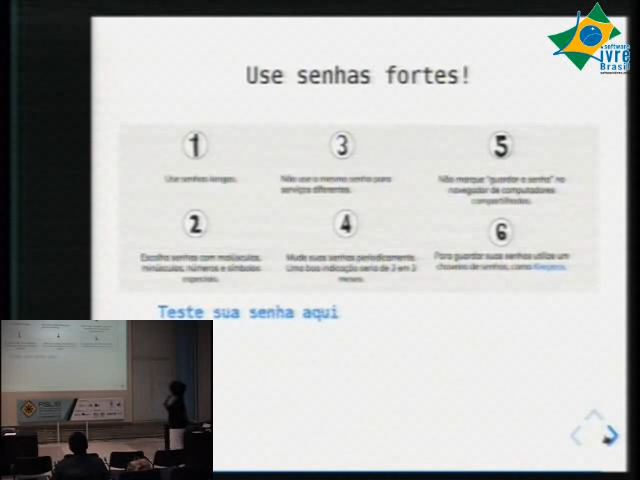 software
livre
Brasil
Use senhas fortes!
1
Use senhas longas.
2
Escolha senhas com maiúsculas,
minúsculas, números e símbolos
especiais.
3
Não use a mesma senha para
serviços diferentes.
4
Mude suas senhas periodicamente.
Uma boa indicação seria de 3 em 3
meses.
5
Não marque "guardar a senha" no
navegador de computadores
compartilhados.
6
Para guardar suas senhas utilize um
chaveiro de senhas, como Keepass.
Teste sua senha aqui